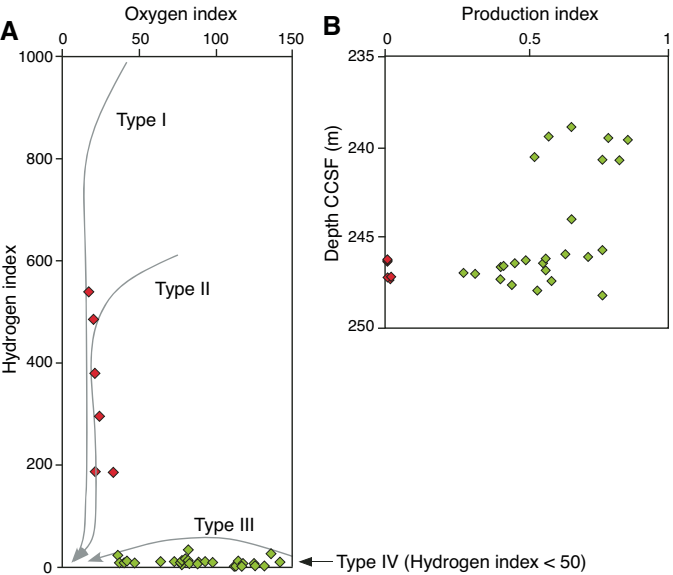 A
Oxygen index
0 50 100 150
1000
800
600
400
200
0
Hydrogen index
Type I
Type II
Type III
Type IV (Hydrogen index < 50)
B
Production index
0 0.5 1
235
240
245
250
Depth CCSF (m)